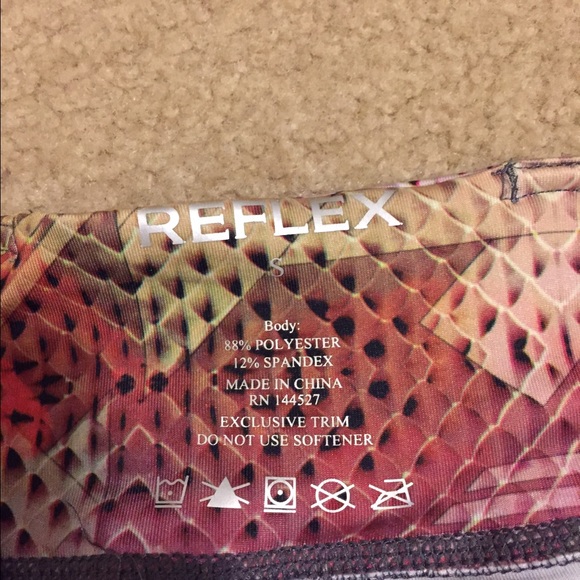 REFLEX
S
Body:
88% POLYESTER
12% SPANDEX
MADE IN CHINA
RN 144527
EXCLUSIVE TRIM
DO NOT USE SOFTENER